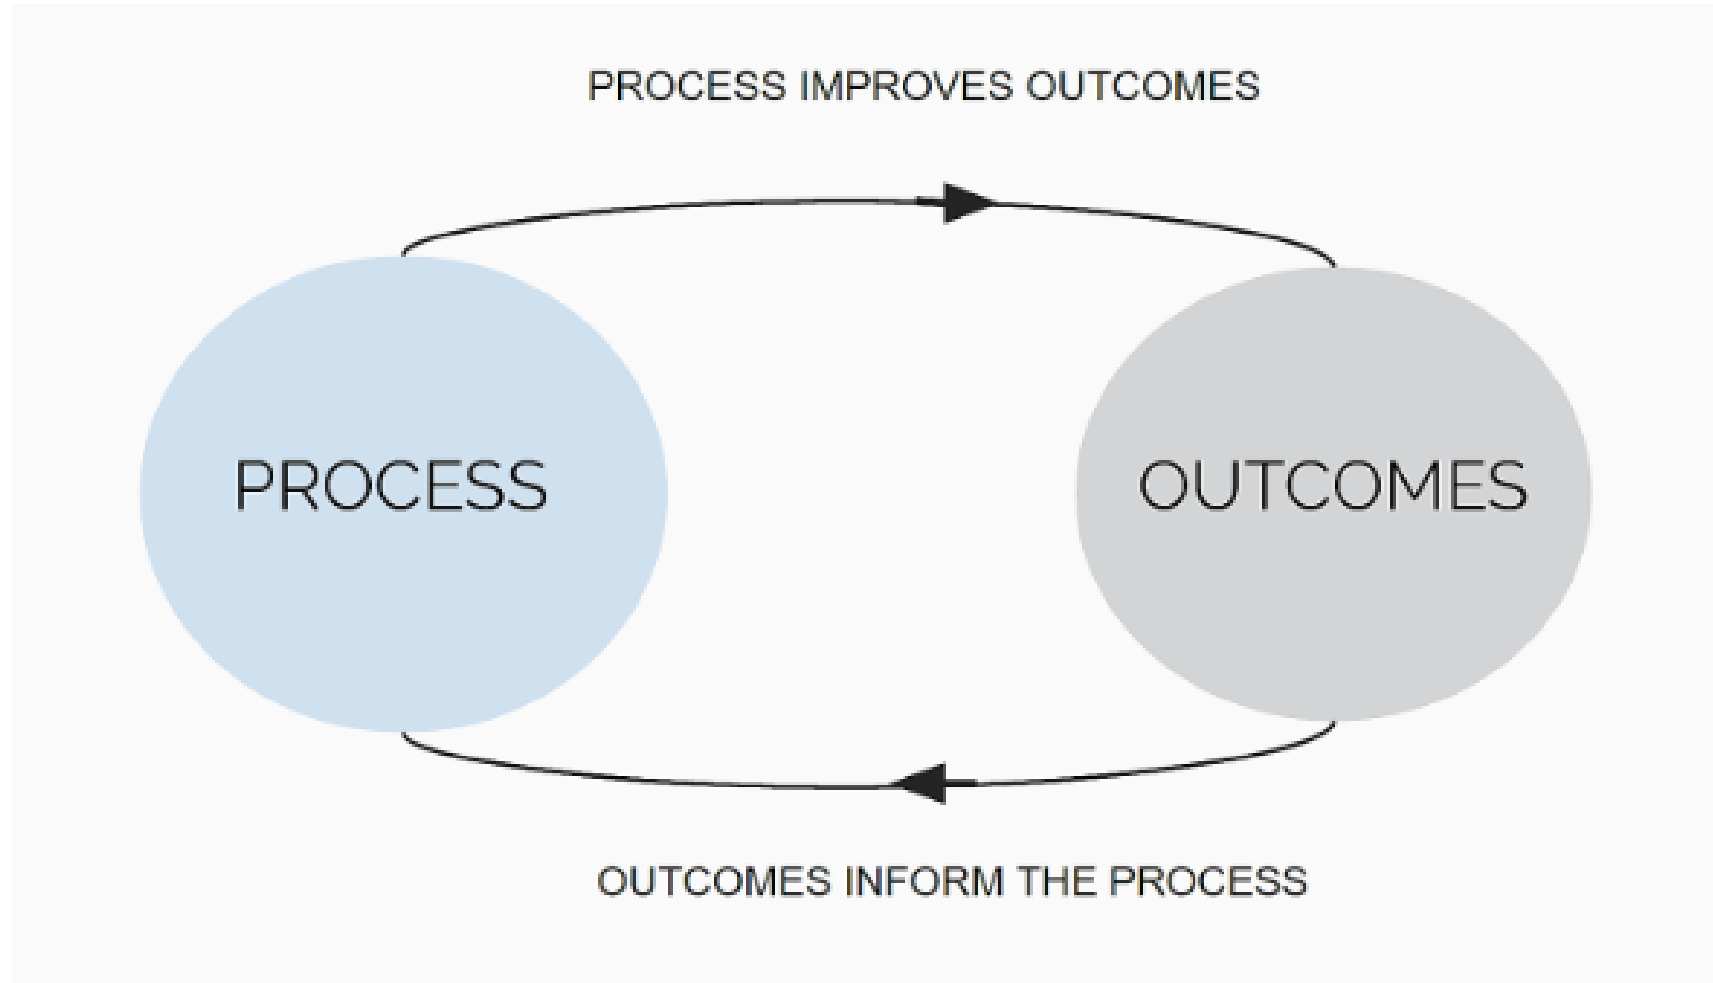 PROCESS IMPROVES OUTCOMES
PROCESS
OUTCOMES
OUTCOMES INFORM THE PROCESS